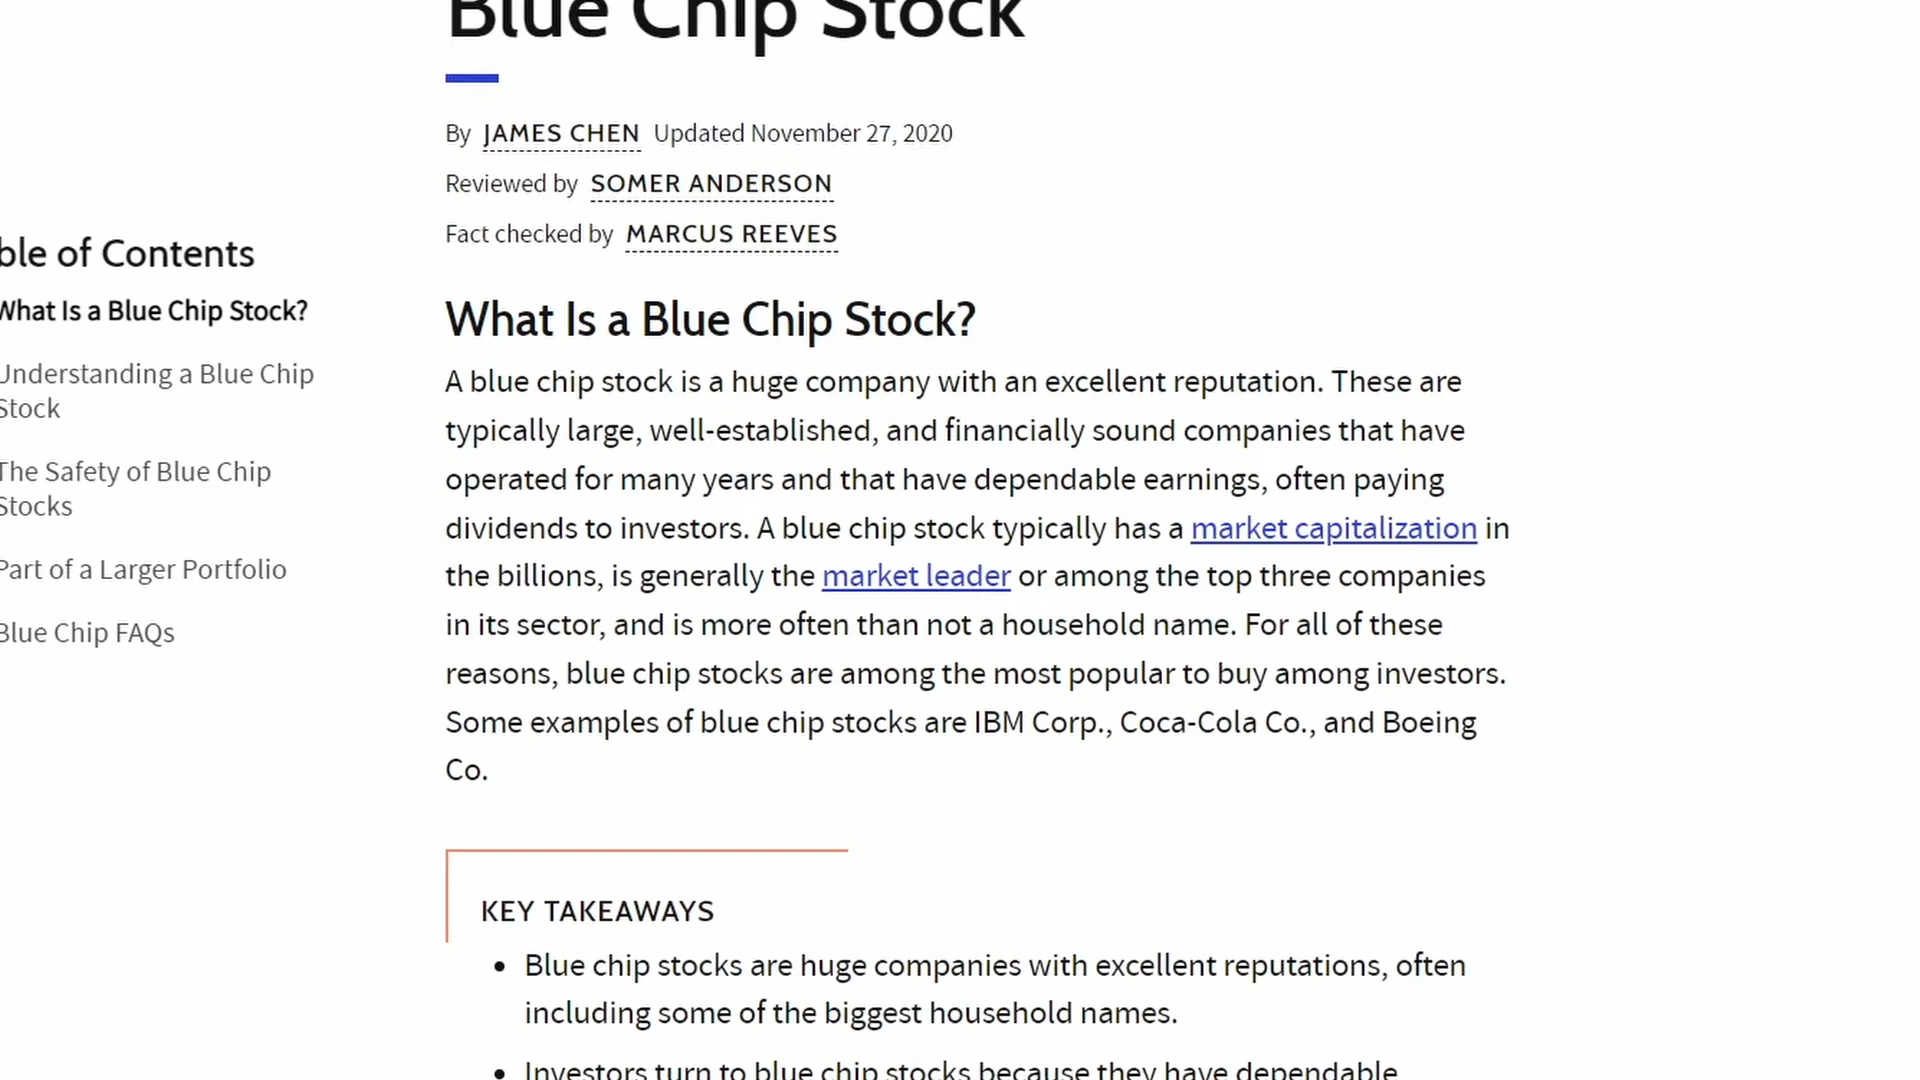 Blue Chip Stock
By JAMES CHEN Updated November 27, 2020
Reviewed by SOMER ANDERSON
Fact checked by MARCUS REEVES
ble of Contents
What Is a Blue Chip Stock?
Understanding a Blue Chip
Stock
The Safety of Blue Chip
Stocks
Part of a Larger Portfolio
Blue Chip FAQs
What Is a Blue Chip Stock?
A blue chip stock is a huge company with an excellent reputation. These are
typically large, well-established, and financially sound companies that have
operated for many years and that have dependable earnings, often paying
dividends to investors. A blue chip stock typically has a market capitalization in
the billions, is generally the market leader or among the top three companies
in its sector, and is more often than not a household name. For all of these
reasons, blue chip stocks are among the most popular to buy among investors.
Some examples of blue chip stocks are IBM Corp., Coca-Cola Co., and Boeing
Co.
KEY TAKEAWAYS
• Blue chip stocks are huge companies with excellent reputations, often
including some of the biggest household names.
• Investors turn to blue chip stocks because they have dependable